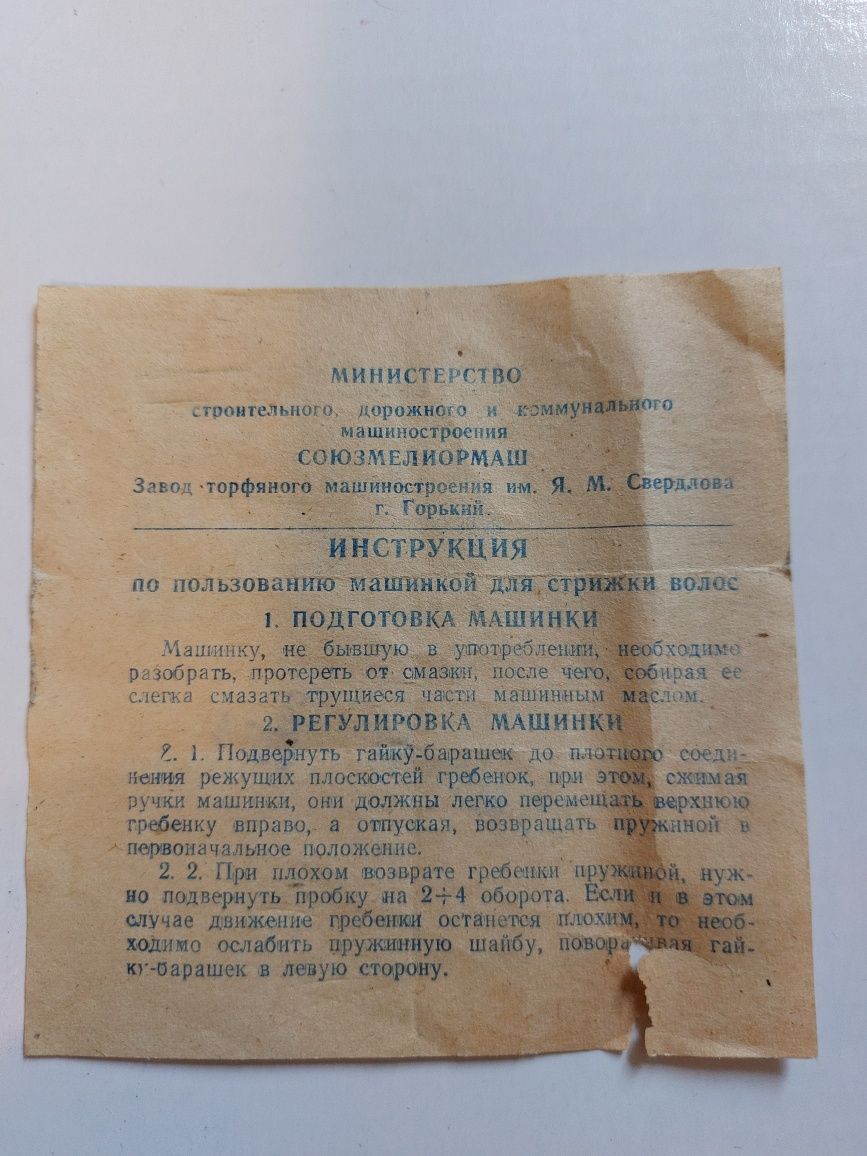 МИНИСТЕРСТВО
строительного, дорожного и коммунального
машиностроения
СОЮЗМЕЛИОРМАШ
Завод торфяного машиностроения им. Я. М. Свердлова
г. Горький.
ИНСТРУКЦИЯ
по пользованию машинкой для стрижки волос
1. ПОДГОТОВКА МАШИНКИ
Машинку, не бывшую в употреблении, необходимо
разобрать, протереть от смазки, после чего, собирая ее
слегка смазать трущиеся части машинным маслом.
2. РЕГУЛИРОВКА МАШИНКИ
2. 1. Подвернуть гайку-барашек до плотного соеди-
нения режущих плоскостей гребенок, при этом, сжимая
ручки машинки, они должны легко перемещать верхнюю
гребенку вправо, а отпуская, возвращать пружиной в
первоначальное положение.
2. 2. При плохом возврате гребенки пружиной, нуж-
но подвернуть пробку на 2÷4 оборота. Если и в этом
случае движение гребенки останется плохим, то необ-
ходимо ослабить пружинную шайбу, поворачивая гай-
ку-барашек в левую сторону.